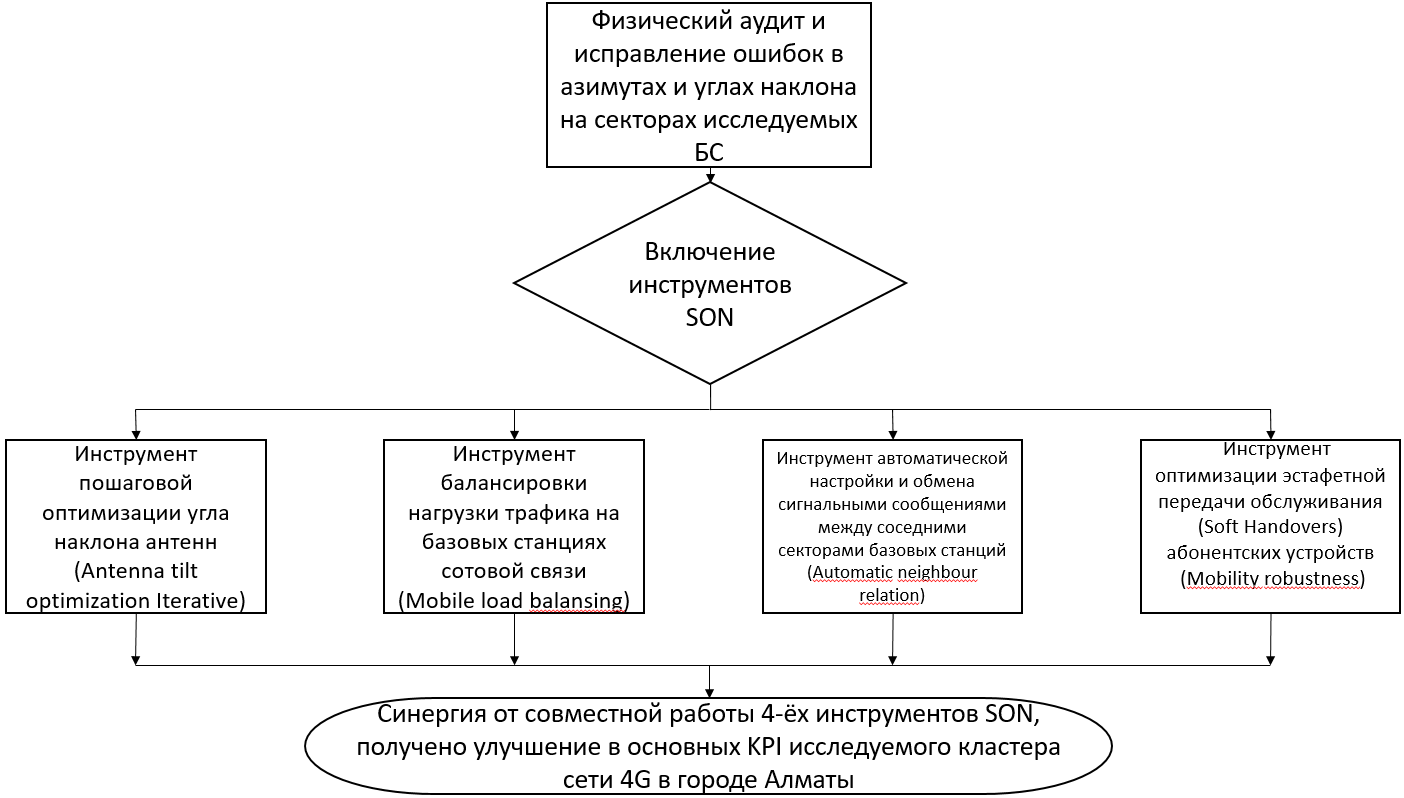 Физический аудит и
исправление ошибок в
азимутах и углах наклона
на секторах исследуемых
БС
Включение
инструментов
SON
Инструмент
пошаговой
оптимизации угла
наклона антенн
(Antenna tilt
optimization Iterative)
Инструмент
балансировки
нагрузки трафика на
базовых станциях
сотовой связи
(Mobile load balansing)
Инструмент автоматической
настройки и обмена
сигнальными сообщениями
между соседними
секторами базовых станций
(Automatic neighbour
relation)
Инструмент
оптимизации эстафетной
передачи обслуживания
(Soft Handovers)
абонентских устройств
(Mobility robustness)
Синергия от совместной работы 4-ёх инструментов SON,
получено улучшение в основных KPI исследуемого кластера
сети 4G в городе Алматы